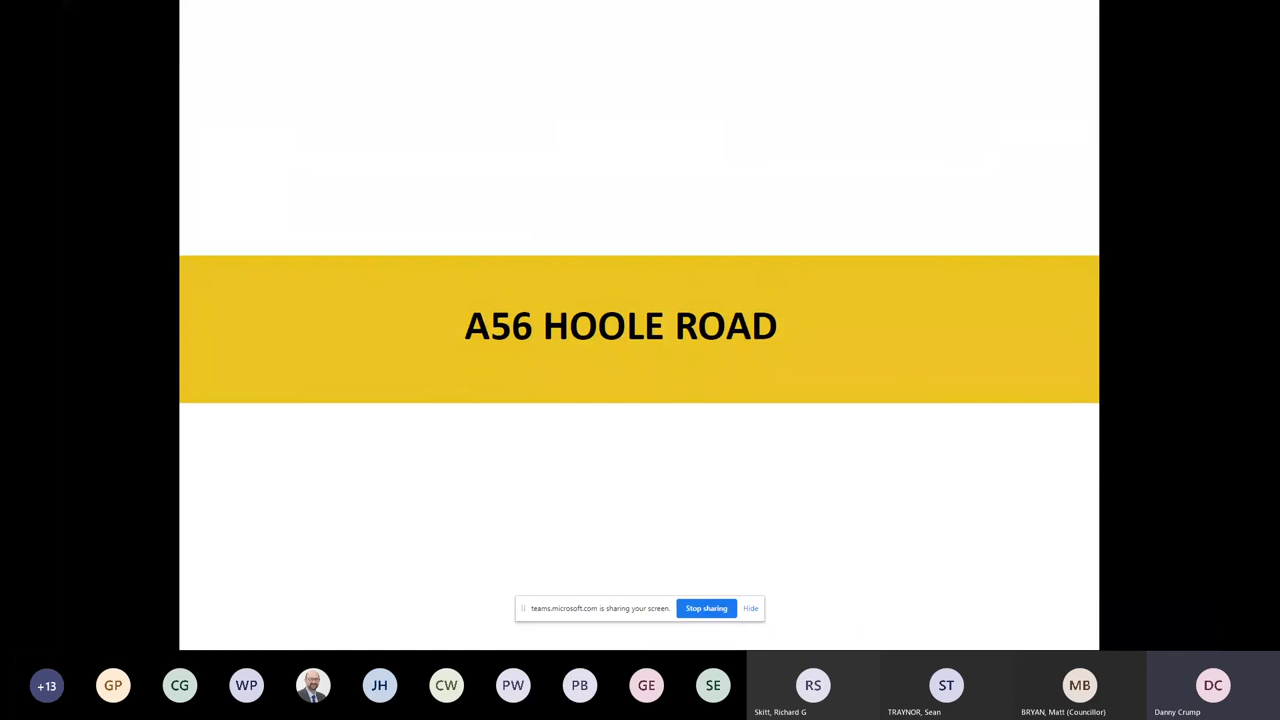 A56 HOOLE ROAD
teams.microsoft.com is sharing your screen. Stop sharing Hide
+13 GP CG WP JH CW PW PB GE SE RS ST MB DC
Skitt, Richard G TRAYNOR, Sean BRYAN, Matt (Councillor) Danny Crump